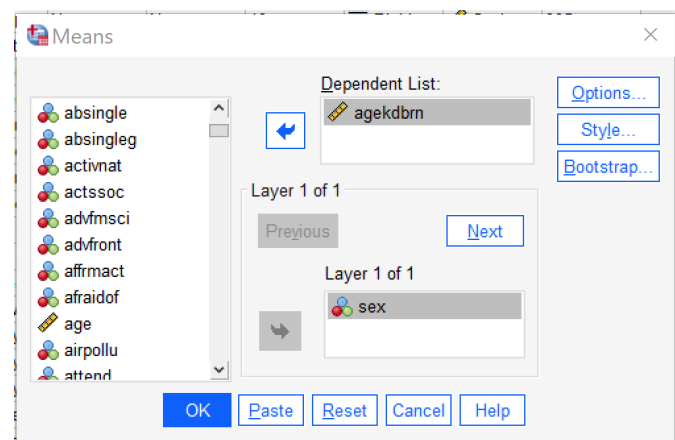 Means
Dependent List:
agekdbrn
Options...
Style...
Bootstrap...
absingle
absingleg
activnat
actssoc
advfmsci
advfront
affrmact
afraidof
age
airpollu
attend
Layer 1 of 1
Previous
Next
Layer 1 of 1
sex
OK
Paste
Reset
Cancel
Help